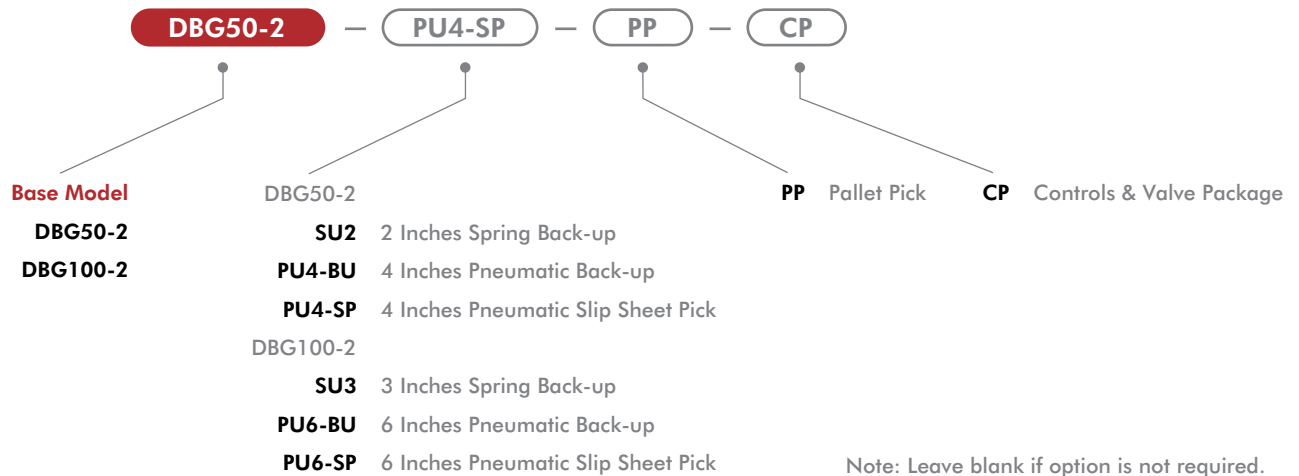 DBG50-2 — PU4-SP — PP — CP
Base Model
DBG50-2
DBG100-2
DBG50-2
SU2 2 Inches Spring Back-up
PU4-BU 4 Inches Pneumatic Back-up
PU4-SP 4 Inches Pneumatic Slip Sheet Pick
DBG100-2
SU3 3 Inches Spring Back-up
PU6-BU 6 Inches Pneumatic Back-up
PU6-SP 6 Inches Pneumatic Slip Sheet Pick
PP Pallet Pick
CP Controls & Valve Package
Note: Leave blank if option is not required.